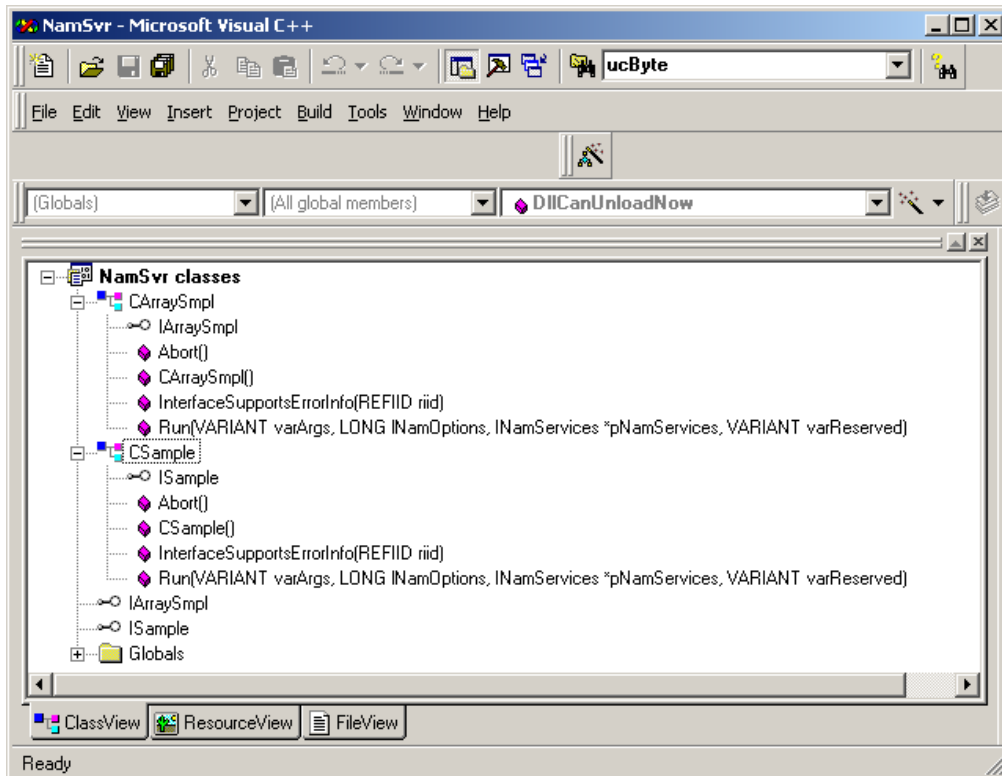 NamSvr - Microsoft Visual C++
ucByte
File Edit View Insert Project Build Tools Window Help
(Globals) (All global members) DllCanUnloadNow
NamSvr classes
CArraySmpl
IArraySmpl
Abort()
CArraySmpl()
InterfaceSupportsErrorInfo(REFIID riid)
Run(VARIANT varArgs, LONG lNamOptions, INamServices *pNamServices, VARIANT varReserved)
CSample
ISample
Abort()
CSample()
InterfaceSupportsErrorInfo(REFIID riid)
Run(VARIANT varArgs, LONG lNamOptions, INamServices *pNamServices, VARIANT varReserved)
IArraySmpl
ISample
Globals
ClassView ResourceView FileView
Ready